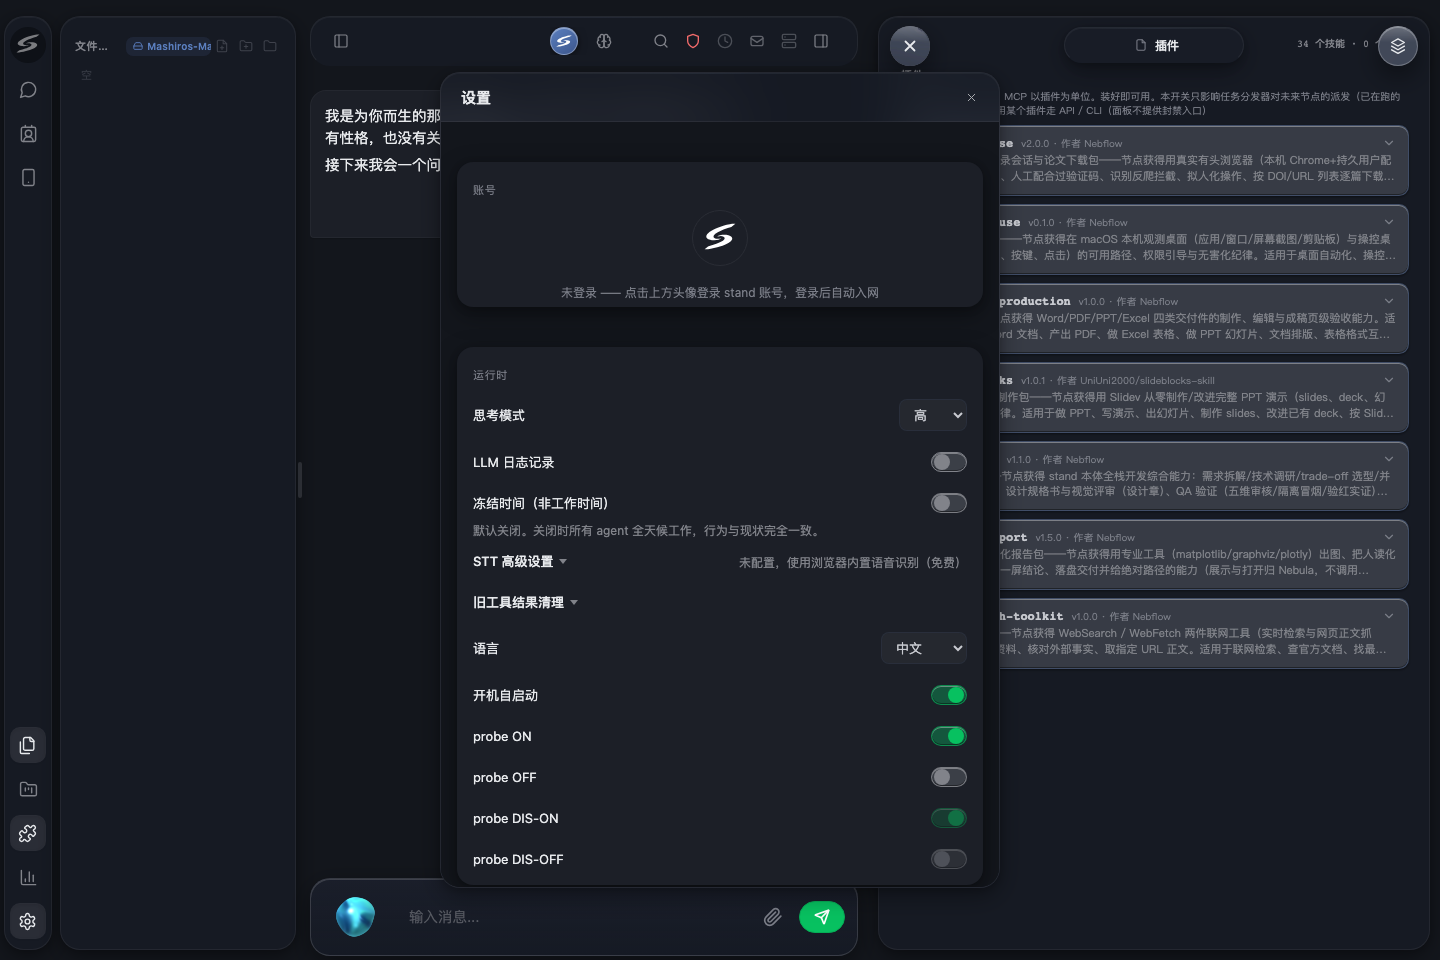 文件...
Mashiros-Ma
空
我是为你而生的那
有性格，也没有关
接下来我会一个问
输入消息...
设置
账号
未登录 —— 点击上方头像登录 stand 账号，登录后自动入网
运行时
思考模式
高
LLM 日志记录
冻结时间（非工作时间）
默认关闭。关闭时所有 agent 全天候工作，行为与现状完全一致。
STT 高级设置
未配置，使用浏览器内置语音识别（免费）
旧工具结果清理
语言
中文
开机自启动
probe ON
probe OFF
probe DIS-ON
probe DIS-OFF
插件
34 个技能 · 0
MCP 以插件为单位。装好即可用。本开关只影响任务分发器对未来节点的派发（已在跑的
用某个插件走 API / CLI（面板不提供封禁入口）
se v2.0.0 · 作者 Nebflow
录会话与论文下载包——节点获得用真实有头浏览器（本机 Chrome+持久用户配
、人工配合过验证码、识别反爬拦截、拟人化操作、按 DOI/URL 列表逐篇下载...
use v0.1.0 · 作者 Nebflow
——节点获得在 macOS 本机观测桌面（应用/窗口/屏幕截图/剪贴板）与操控桌
、按键、点击）的可用路径、权限引导与无害化纪律。适用于桌面自动化、操控...
production v1.0.0 · 作者 Nebflow
点获得 Word/PDF/PPT/Excel 四类交付件的制作、编辑与成稿页级验收能力。适
rd 文档、产出 PDF、做 Excel 表格、做 PPT 幻灯片、文档排版、表格格式互...
ks v1.0.1 · 作者 UniUni2000/slideblocks-skill
制作包——节点获得用 Slidev 从零制作/改进完整 PPT 演示（slides、deck、幻
律。适用于做 PPT、写演示、出幻灯片、制作 slides、改进已有 deck、按 Slid...
v1.1.0 · 作者 Nebflow
节点获得 stand 本体全栈开发综合能力：需求拆解/技术调研/trade-off 选型/并
设计规格书与视觉评审（设计章）、QA 验证（五维审核/隔离冒烟/验红实证）...
port v1.5.0 · 作者 Nebflow
化报告包——节点获得用专业工具（matplotlib/graphviz/plotly）出图、把人读化
一屏结论、落盘交付并给绝对路径的能力（展示与打开归 Nebula，不调用...
h-toolkit v1.0.0 · 作者 Nebflow
—节点获得 WebSearch / WebFetch 两件联网工具（实时检索与网页正文抓
资料、核对外部事实、取指定 URL 正文。适用于联网检索、查官方文档、找最...